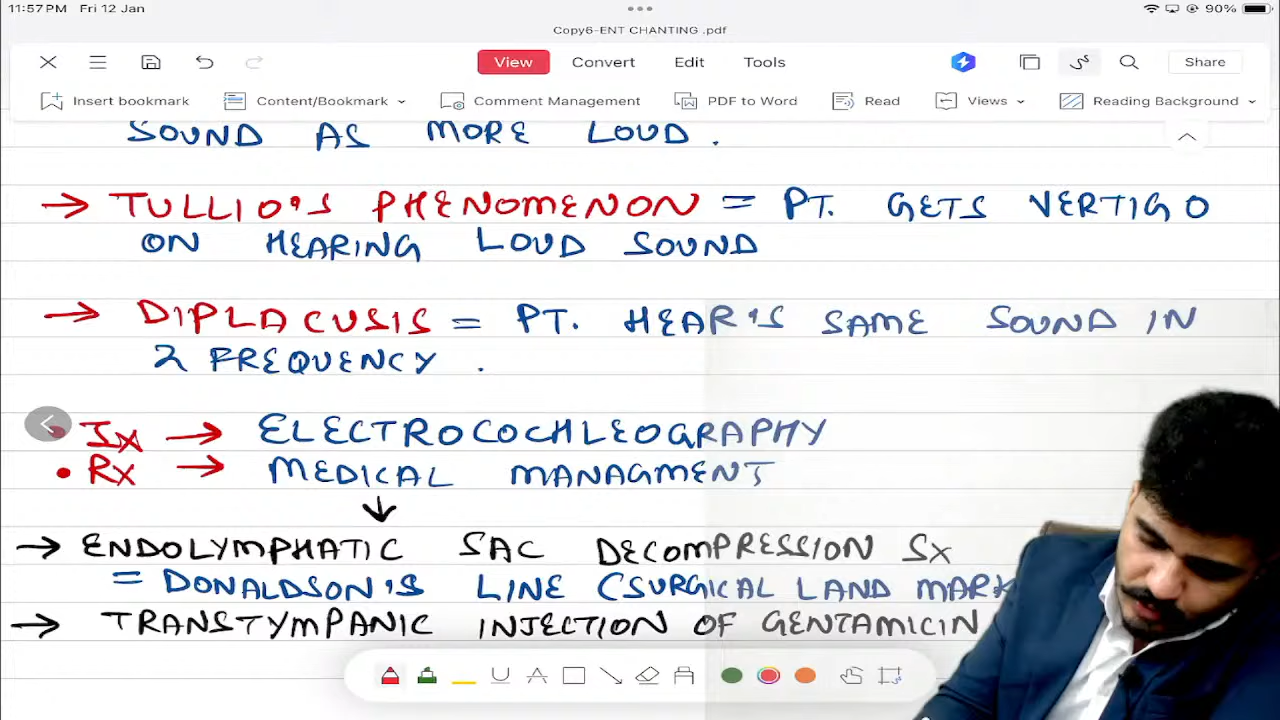 11:57PM Fri 12 Jan
90%
Copy6-ENT CHANTING .pdf
View Convert Edit Tools
Share
Insert bookmark Content/Bookmark Comment Management PDF to Word Read Views Reading Background
SOUND AS MORE LOUD.
→ TULLIO'S PHENOMENON = PT. GETS VERTIGO
ON HEARING LOUD SOUND
→ DIPLACUSIS = PT. HEAR'S SAME SOUND IN
2 FREQUENCY.
• Ix → ELECTROCOCHLEOGRAPHY
• Rx → MEDICAL MANAGMENT
↓
→ ENDOLYMPHATIC SAC DECOMPRESSION Sx
= DONALDSON'S LINE (SURGICAL LAND MARK
→ TRANSTYMPANIC INJECTION OF GENTAMICIN